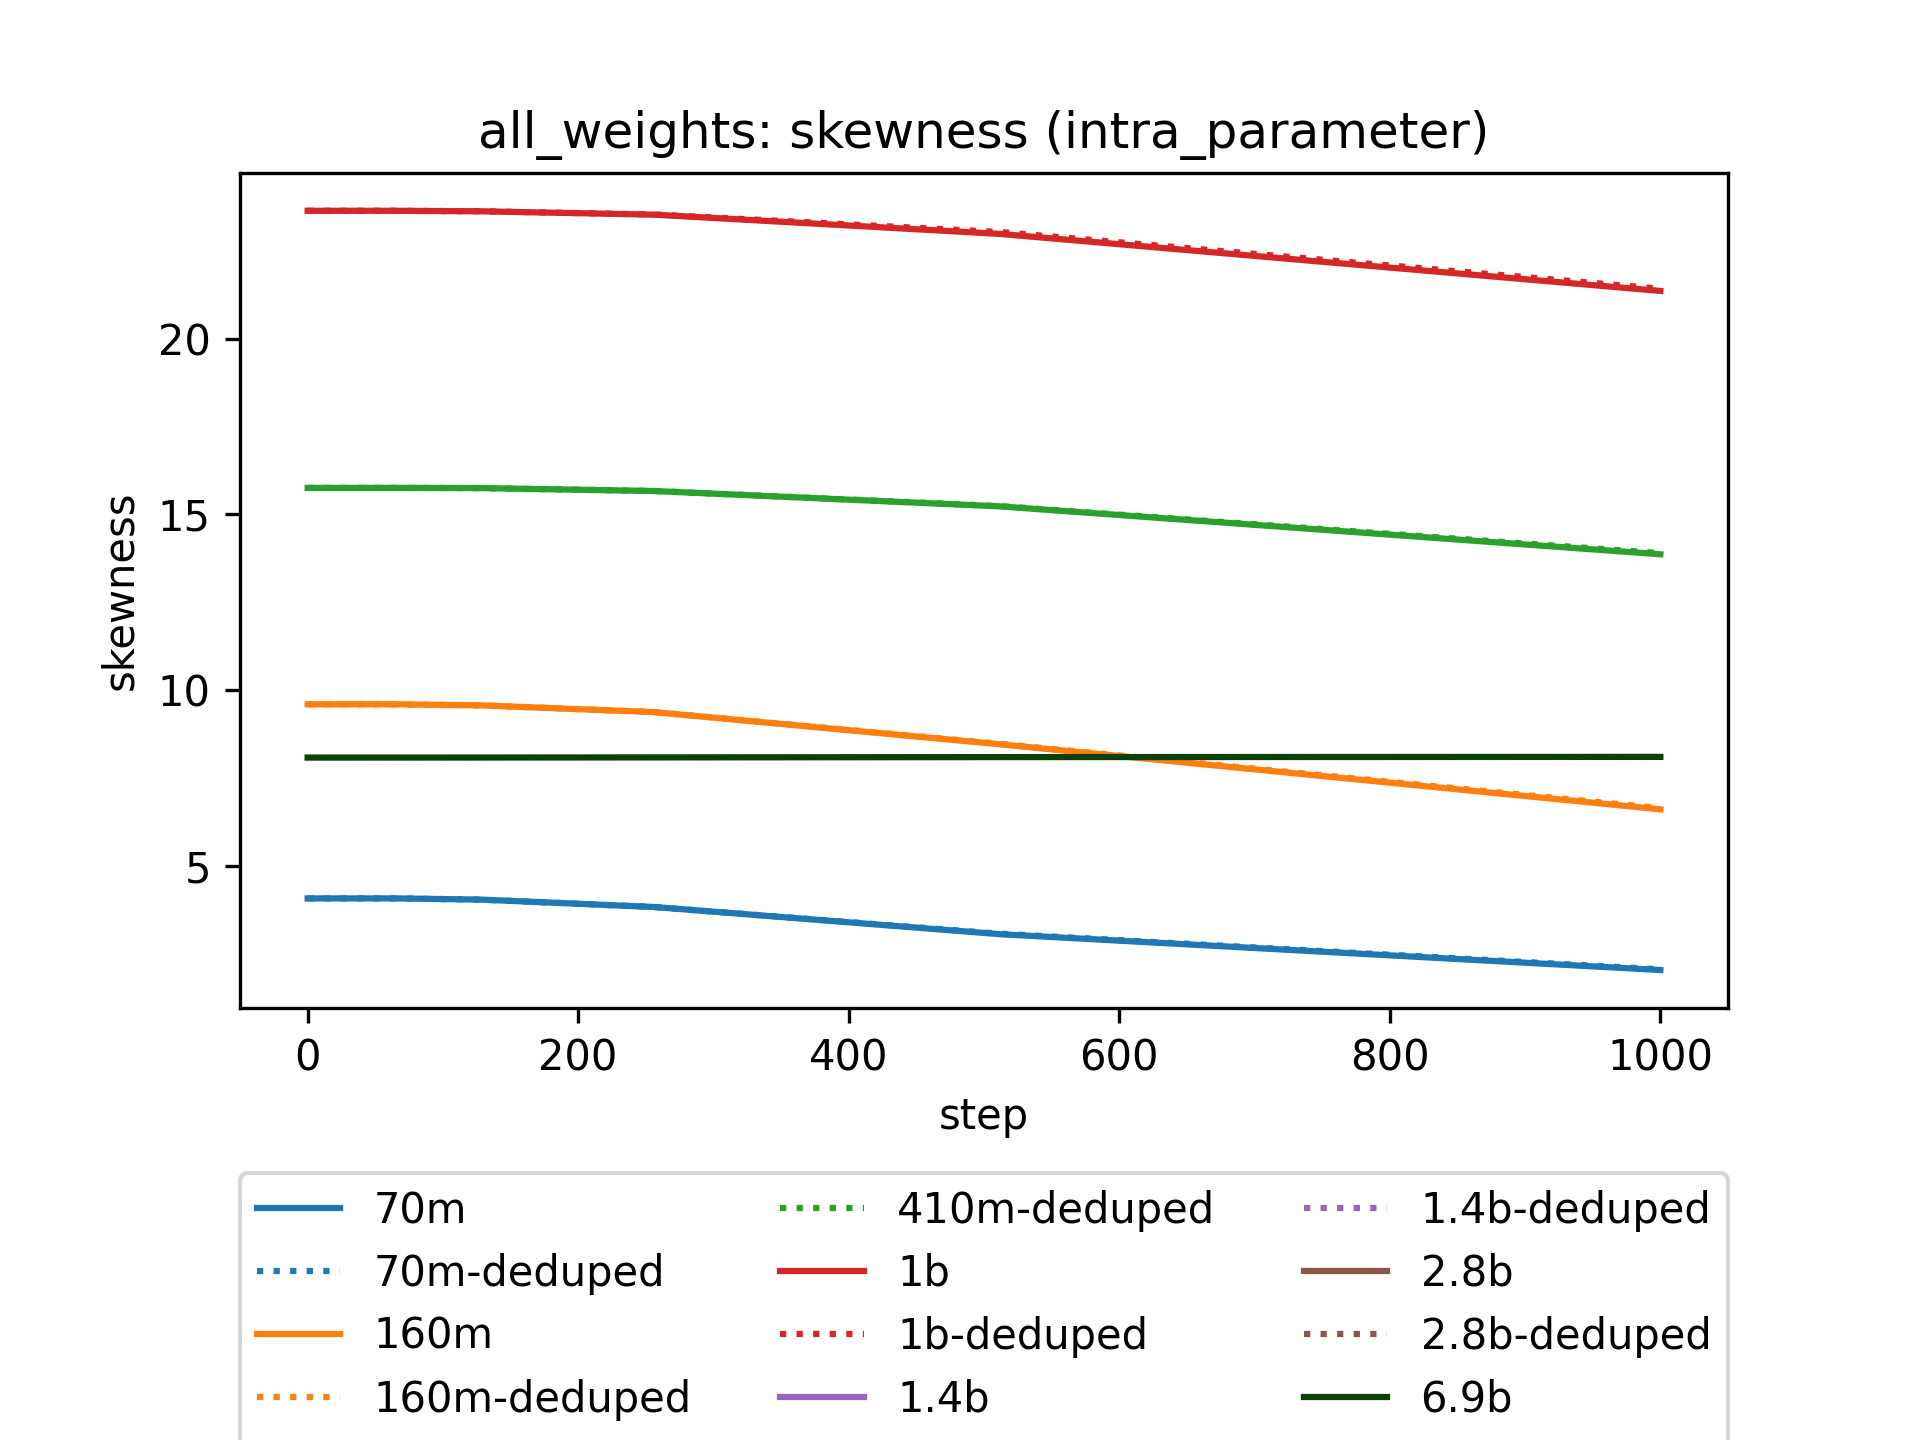 all_weights: skewness (intra_parameter)
skewness
20
15
10
5
0 200 400 600 800 1000
step
70m
70m-deduped
160m
160m-deduped
410m-deduped
1b
1b-deduped
1.4b
1.4b-deduped
2.8b
2.8b-deduped
6.9b